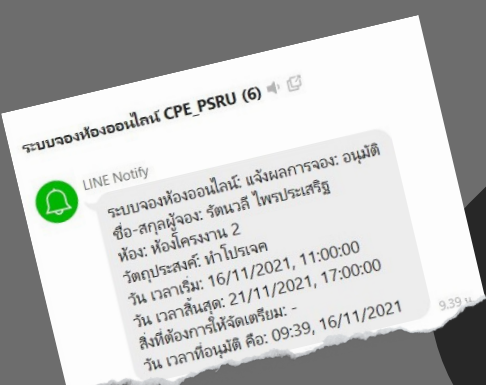 ระบบจองห้องออนไลน์ CPE_PSRU (6)
LINE Notify
ระบบจองห้องออนไลน์: แจ้งผลการจอง: อนุมัติ
ชื่อ-สกุลผู้จอง: รัตนวลี ไพรประเสริฐ
ห้อง: ห้องโครงงาน 2
วัตถุประสงค์: ทำโปรเจค
วัน เวลาเริ่ม: 16/11/2021, 11:00:00
วัน เวลาสิ้นสุด: 21/11/2021, 17:00:00
สิ่งที่ต้องการให้จัดเตรียม: -
วัน เวลาที่อนุมัติ คือ: 09:39, 16/11/2021
9.39 น.